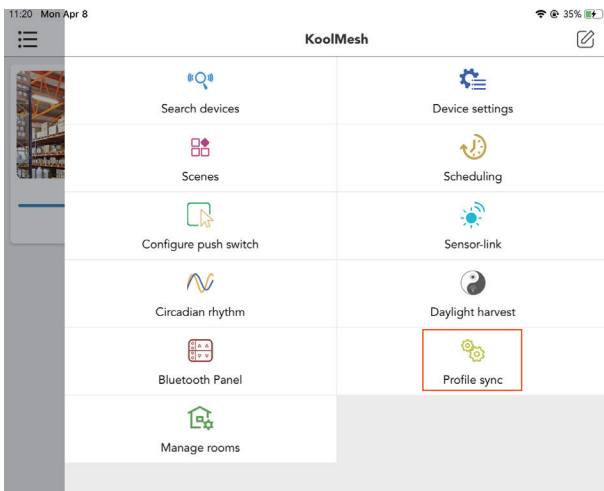 11:20 Mon Apr 8 35%
KoolMesh
Search devices Device settings
Scenes Scheduling
Configure push switch Sensor-link
Circadian rhythm Daylight harvest
Bluetooth Panel Profile sync
Manage rooms